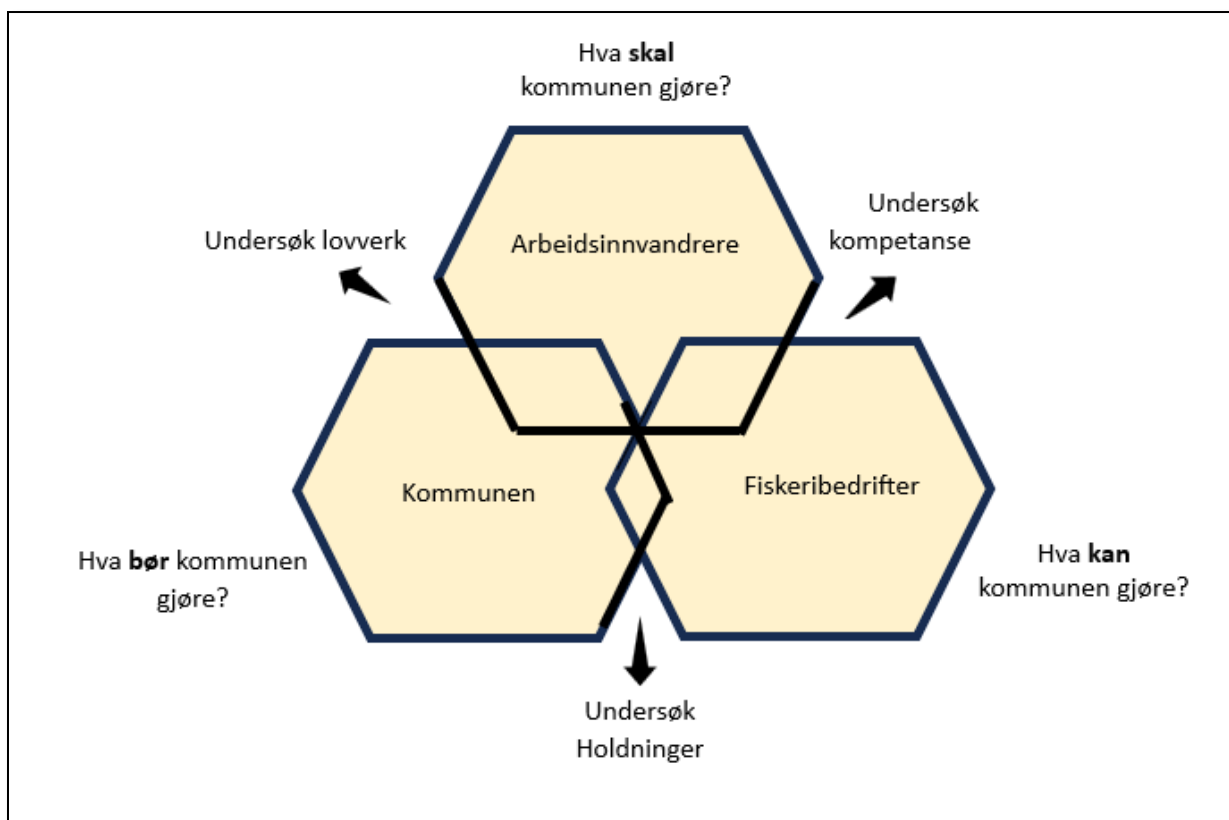 Hva skal
kommunen gjøre?
Undersøk
kompetanse
Undersøk lovverk
Arbeidsinnvandrere
Kommunen
Fiskeribedrifter
Hva bør kommunen
gjøre?
Hva kan
kommunen gjøre?
Undersøk
Holdninger